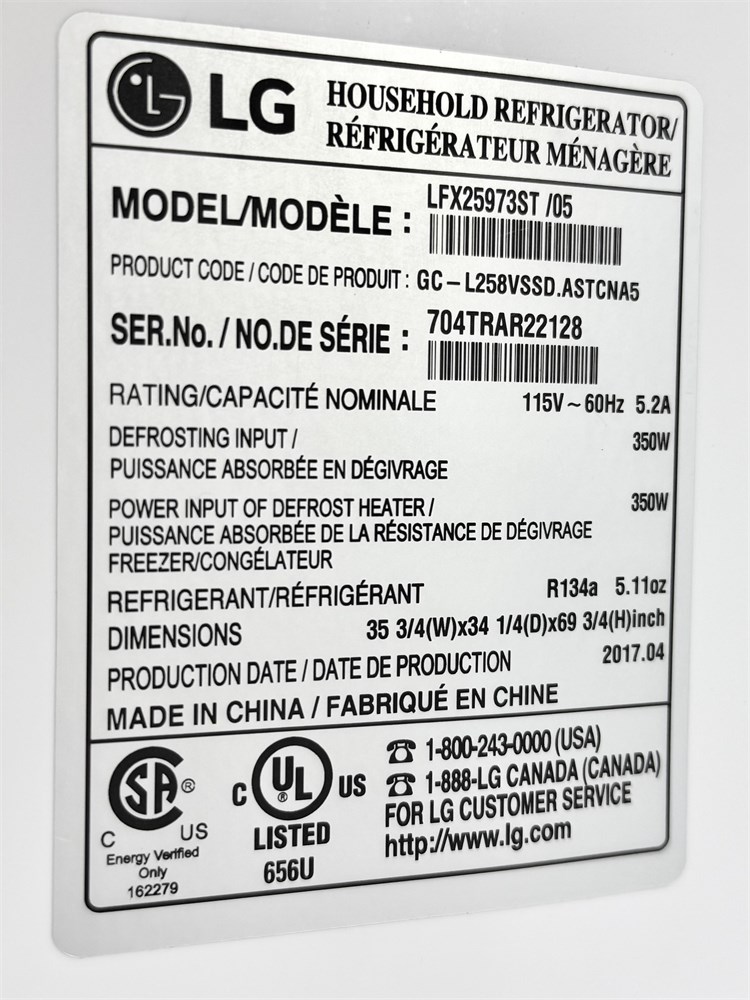 LG HOUSEHOLD REFRIGERATOR/
RÉFRIGÉRATEUR MÉNAGÈRE
MODEL/MODÈLE : LFX25973ST /05
PRODUCT CODE / CODE DE PRODUIT : GC-L258VSSD.ASTCNA5
SER.No. / NO.DE SÉRIE : 704TRAR22128
RATING/CAPACITÉ NOMINALE 115V~60Hz 5.2A
DEFROSTING INPUT / 350W
PUISSANCE ABSORBÉE EN DÉGIVRAGE
POWER INPUT OF DEFROST HEATER / 350W
PUISSANCE ABSORBÉE DE LA RÉSISTANCE DE DÉGIVRAGE
FREEZER/CONGÉLATEUR
REFRIGERANT/RÉFRIGÉRANT R134a 5.11oz
DIMENSIONS 35 3/4(W)x34 1/4(D)x69 3/4(H)inch
PRODUCTION DATE / DATE DE PRODUCTION 2017.04
MADE IN CHINA / FABRIQUÉ EN CHINE
SA ®
C US
Energy Verified
Only
162279
C UL ® US
LISTED
656U
☎ 1-800-243-0000 (USA)
☎ 1-888-LG CANADA (CANADA)
FOR LG CUSTOMER SERVICE
http://www.lg.com